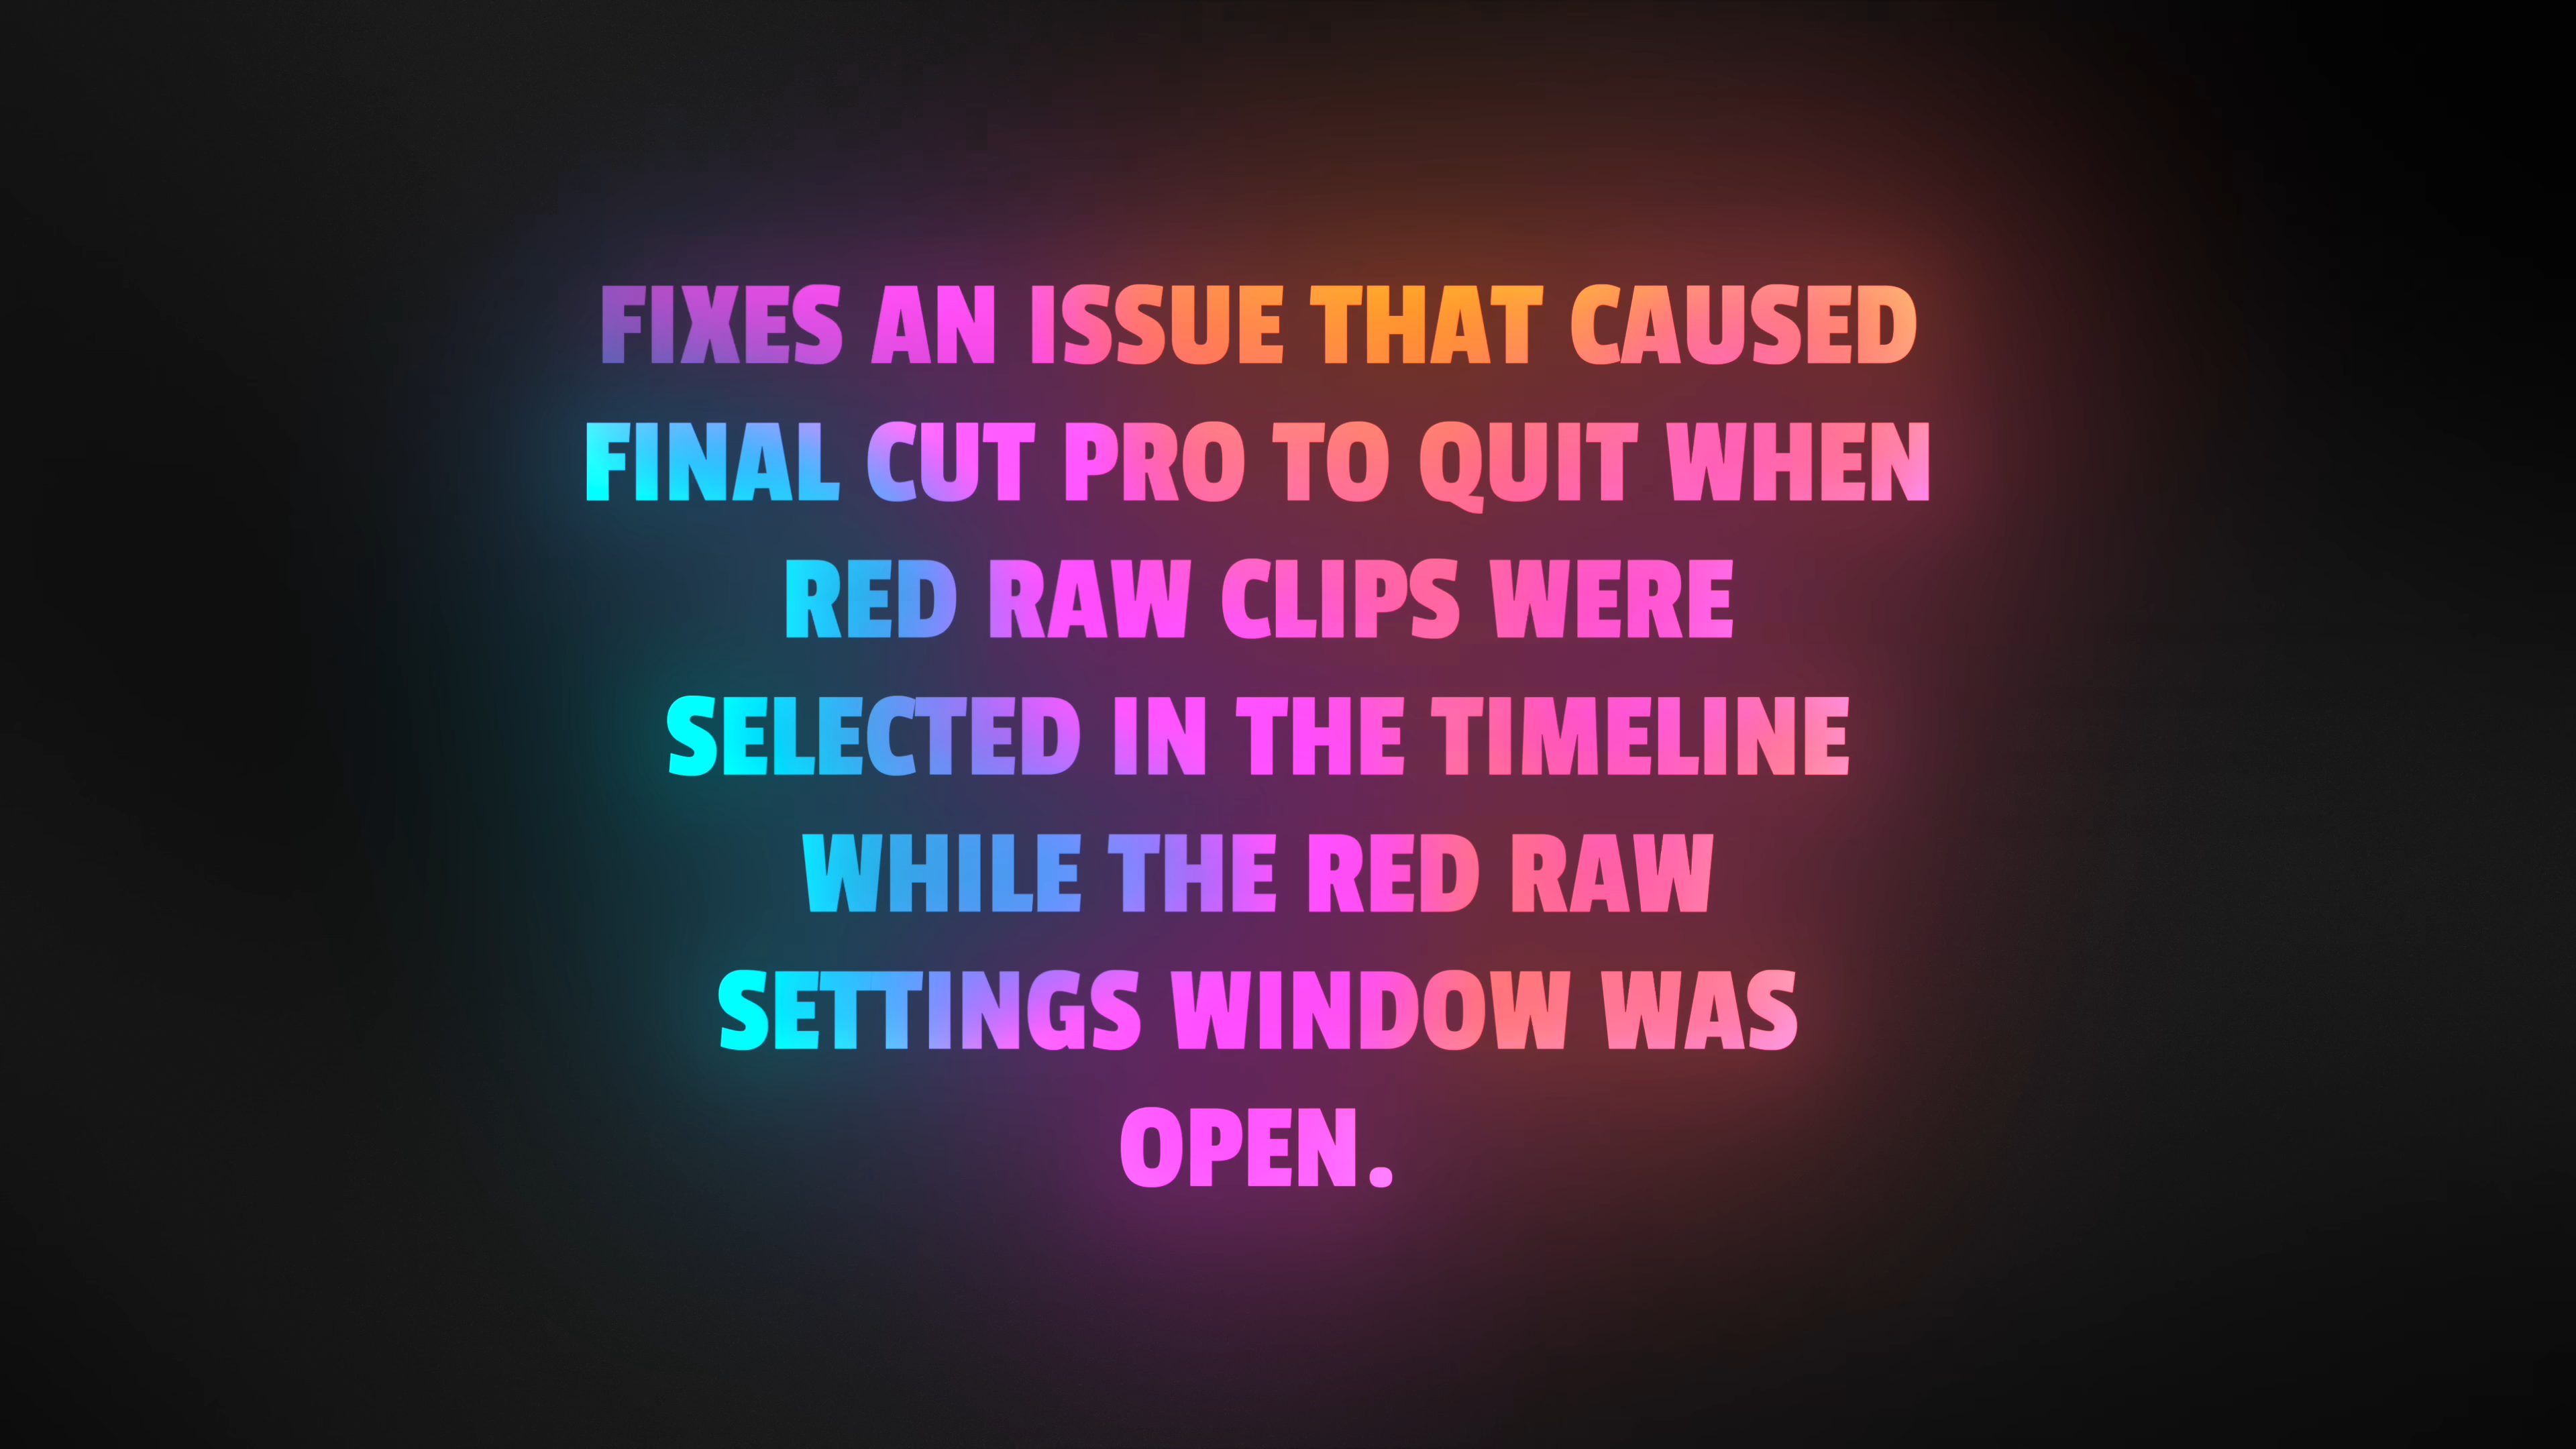 FIXES AN ISSUE THAT CAUSED
FINAL CUT PRO TO QUIT WHEN
RED RAW CLIPS WERE
SELECTED IN THE TIMELINE
WHILE THE RED RAW
SETTINGS WINDOW WAS
OPEN.